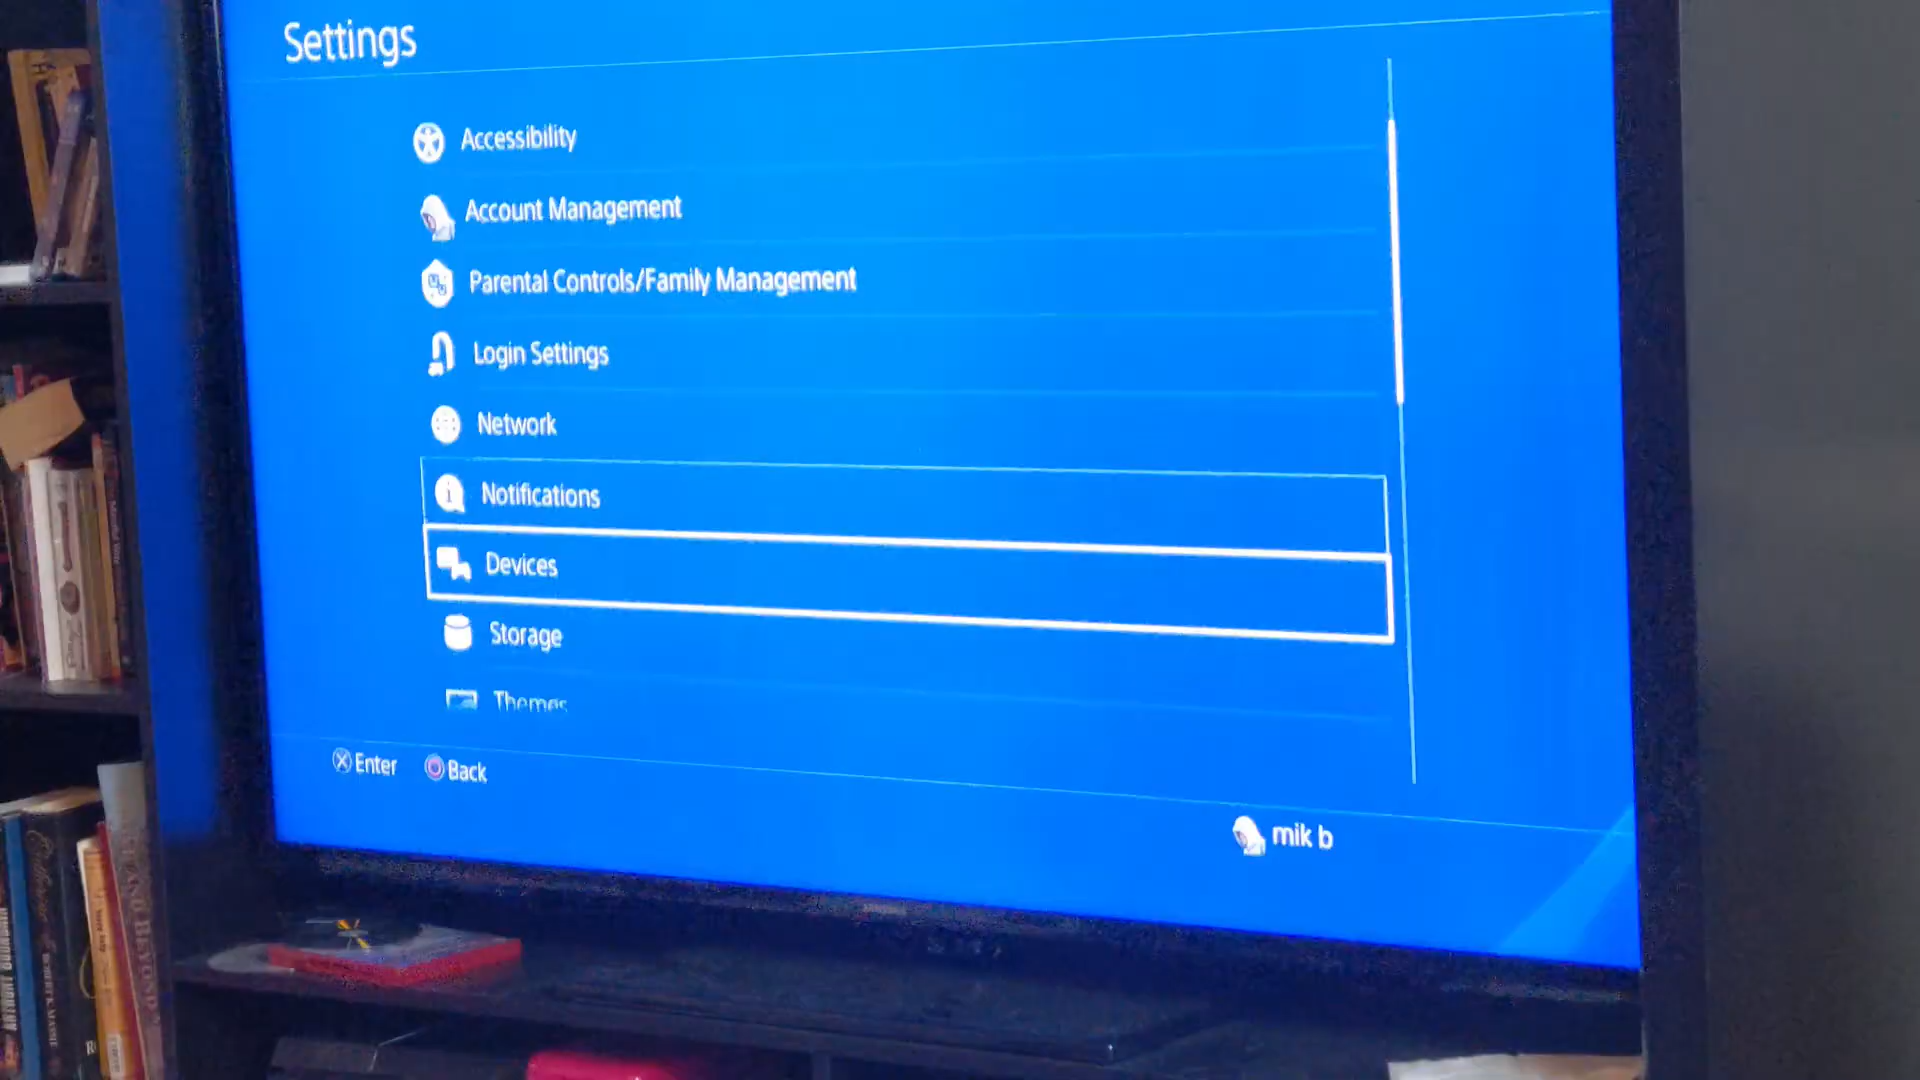 Settings
Accessibility
Account Management
Parental Controls/Family Management
Login Settings
Network
Notifications
Devices
Storage
Themes
Enter
Back
mik b